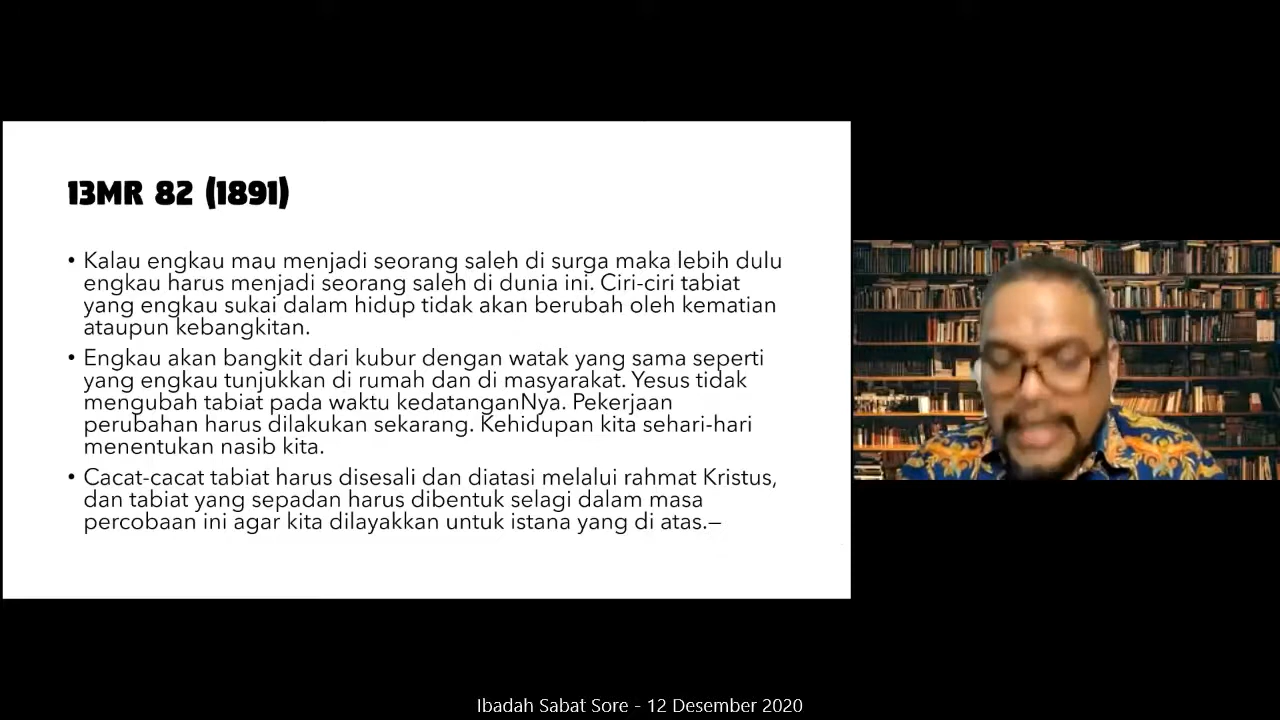 13MR 82 (1891)
• Kalau engkau mau menjadi seorang saleh di surga maka lebih dulu
engkau harus menjadi seorang saleh di dunia ini. Ciri-ciri tabiat
yang engkau sukai dalam hidup tidak akan berubah oleh kematian
ataupun kebangkitan.
• Engkau akan bangkit dari kubur dengan watak yang sama seperti
yang engkau tunjukkan di rumah dan di masyarakat. Yesus tidak
mengubah tabiat pada waktu kedatanganNya. Pekerjaan
perubahan harus dilakukan sekarang. Kehidupan kita sehari-hari
menentukan nasib kita.
• Cacat-cacat tabiat harus disesali dan diatasi melalui rahmat Kristus,
dan tabiat yang sepadan harus dibentuk selagi dalam masa
percobaan ini agar kita dilayakkan untuk istana yang di atas.—
Ibadah Sabat Sore - 12 Desember 2020